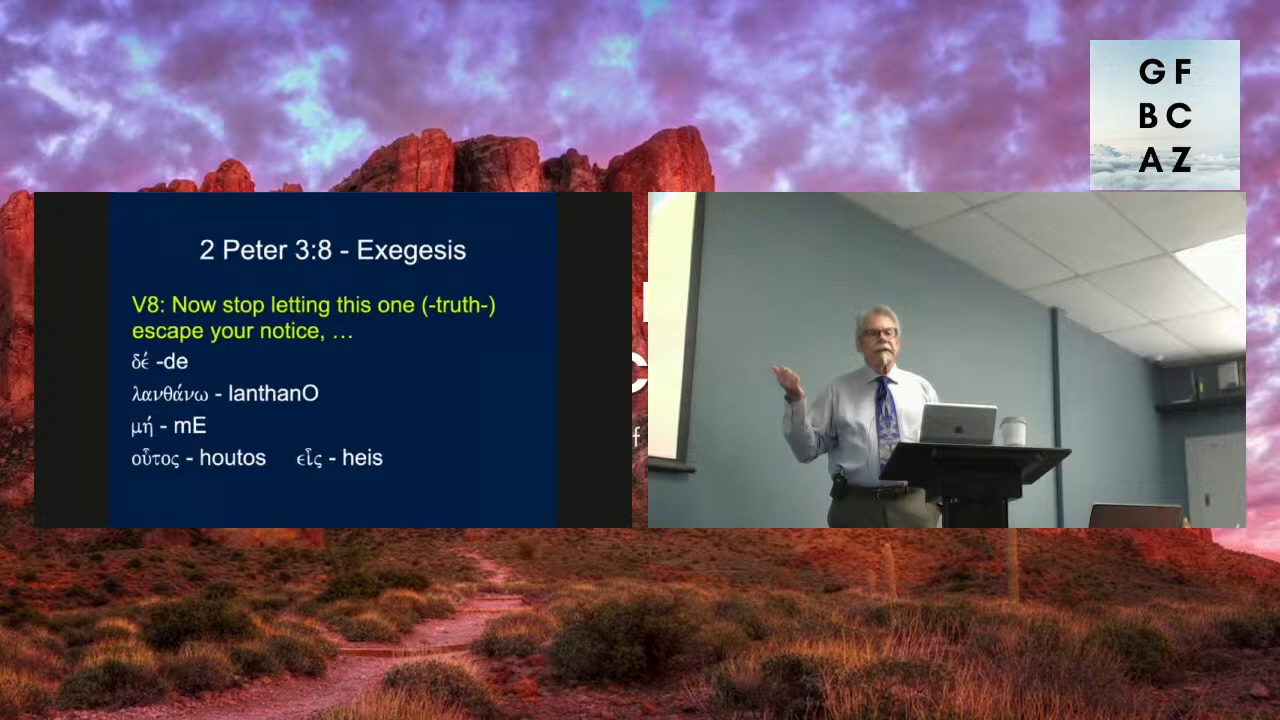 G F
B C
A Z
2 Peter 3:8 - Exegesis
V8: Now stop letting this one (-truth-)
escape your notice, …
δέ -de
λανθάνω - lanthanO
μή - mE
οὗτος - houtos εἷς - heis